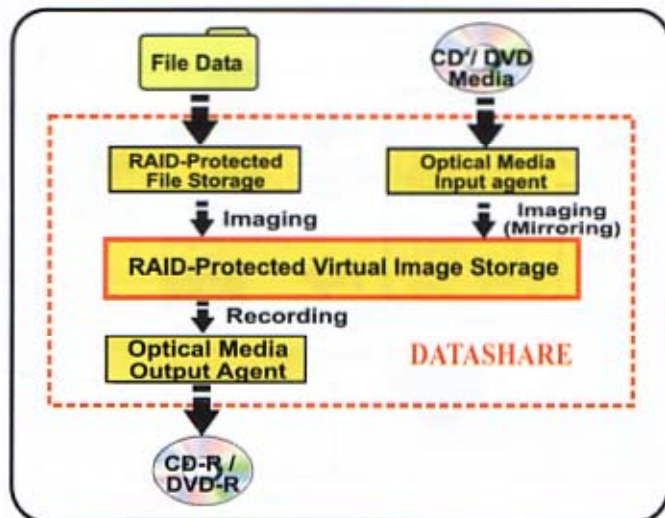 File Data
CD / DVD
Media
RAID-Protected
File Storage
Optical Media
Input agent
Imaging
Imaging
(Mirroring)
RAID-Protected Virtual Image Storage
Recording
Optical Media
Output Agent
DATASHARE
CD-R /
DVD-R